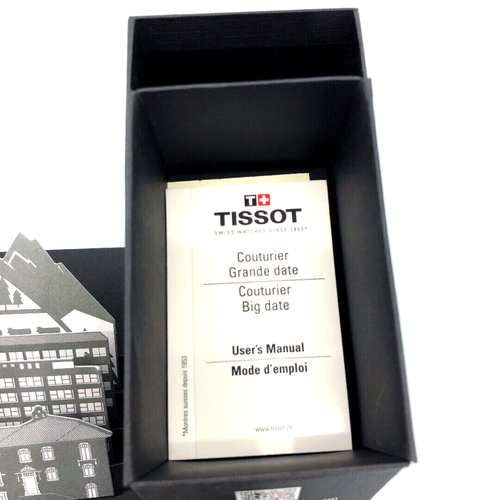 T+
TISSOT
SWISS WATCHES SINCE 1853*
Couturier
Grande date
Couturier
Big date
User's Manual
Mode d'emploi
*Montres suisses depuis 1853
www.tissot.ch